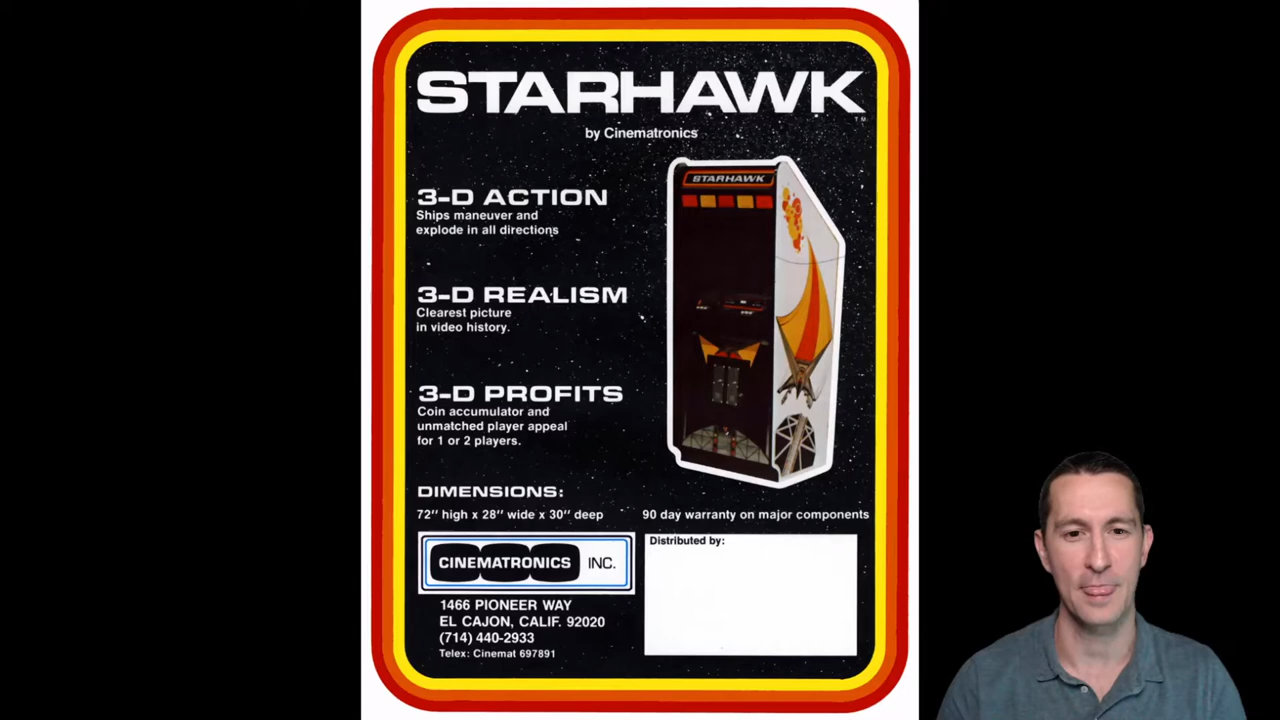 STARHAWK
TM
by Cinematronics
STARHAWK
3-D ACTION
Ships maneuver and
explode in all directions
3-D REALISM
Clearest picture
in video history.
3-D PROFITS
Coin accumulator and
unmatched player appeal
for 1 or 2 players.
DIMENSIONS:
72″ high x 28″ wide x 30″ deep
90 day warranty on major components
CINEMATRONICS INC.
Distributed by:
1466 PIONEER WAY
EL CAJON, CALIF. 92020
(714) 440-2933
Telex: Cinemat 697891